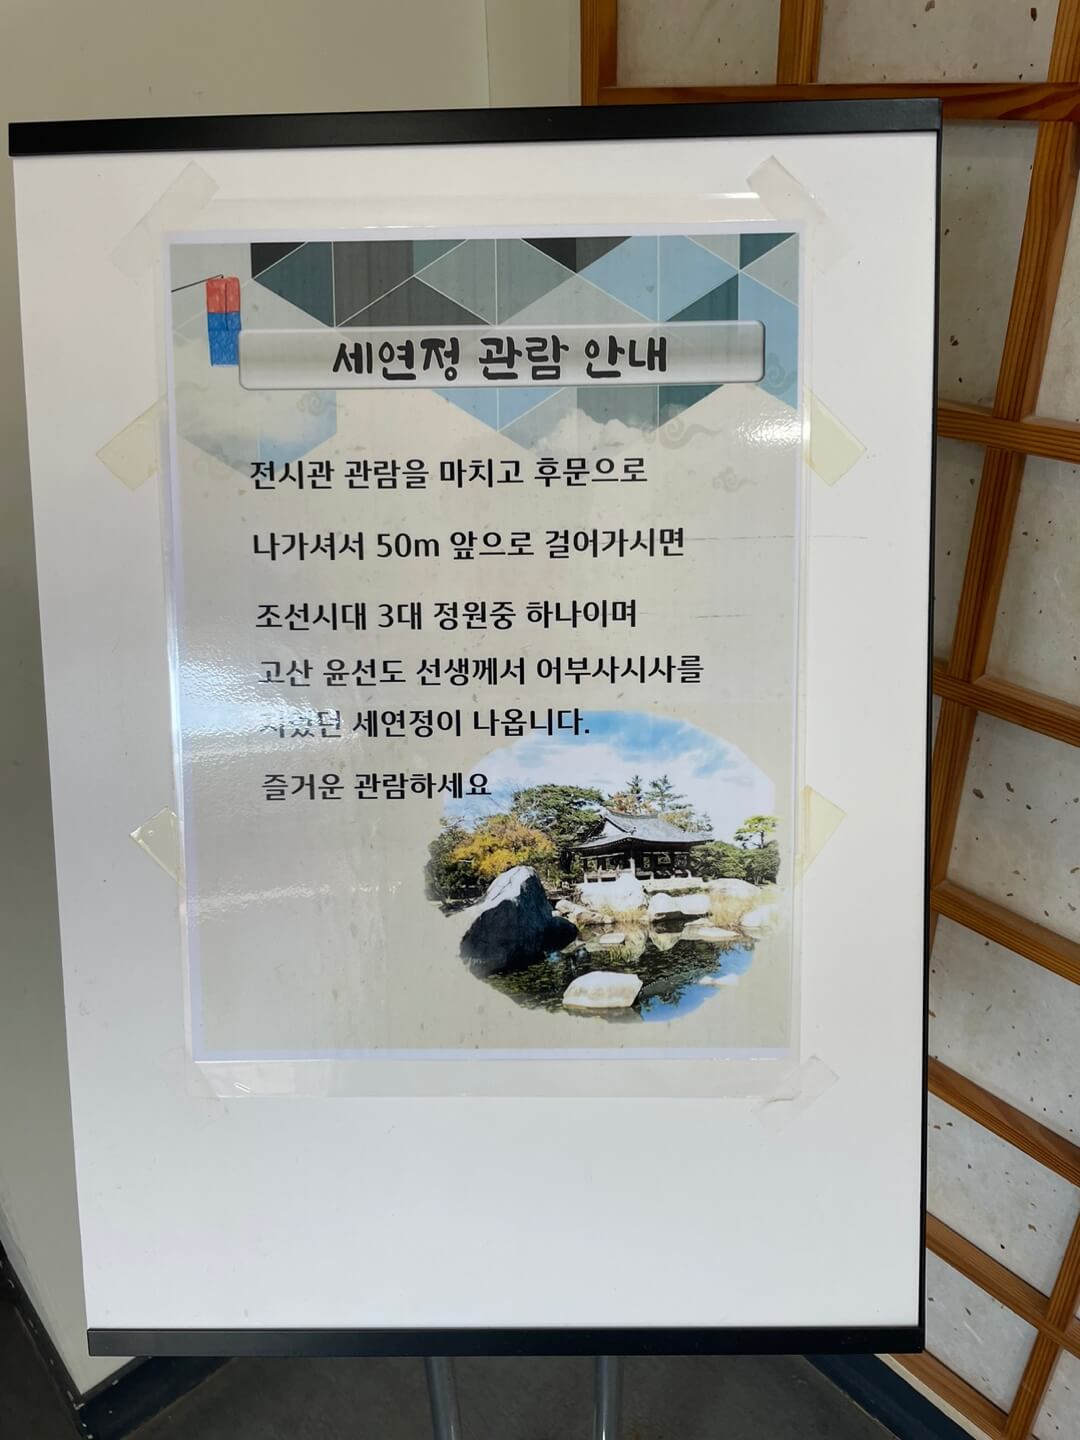 세연정 관람 안내
전시관 관람을 마치고 후문으로
나가셔서 50m 앞으로 걸어가시면
조선시대 3대 정원중 하나이며
고산 윤선도 선생께서 어부사시사를
지었던 세연정이 나옵니다.
즐거운 관람하세요